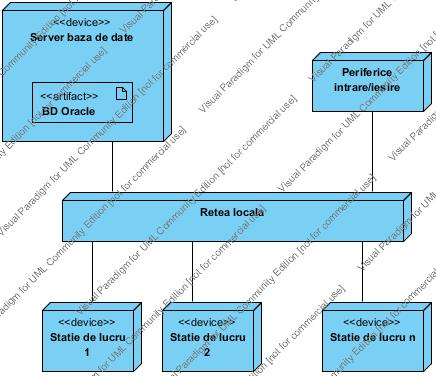 <<device>>
Server baza de date
<<artifact>>
BD Oracle
Periferice
intrare/iesire
Retea locala
<<device>>
Statie de lucru
1
<<device>>
Statie de lucru
2
<<device>>
Statie de lucru n
Visual Paradigm for UML Community Edition [not for commercial use]